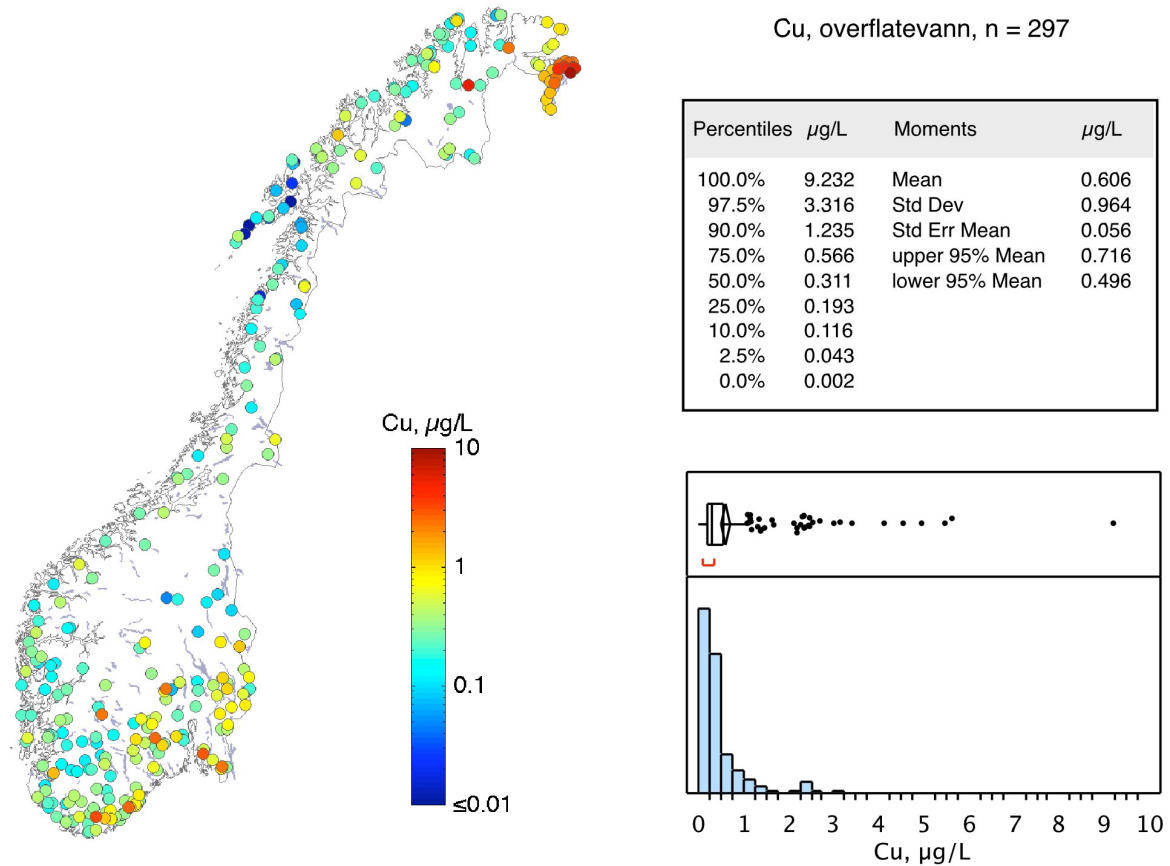 Cu, overflatevann, n = 297
Percentiles µg/L Moments µg/L
100.0% 9.232 Mean 0.606
97.5% 3.316 Std Dev 0.964
90.0% 1.235 Std Err Mean 0.056
75.0% 0.566 upper 95% Mean 0.716
50.0% 0.311 lower 95% Mean 0.496
25.0% 0.193
10.0% 0.116
2.5% 0.043
0.0% 0.002
Cu, µg/L
10
1
0.1
≤0.01
0 1 2 3 4 5 6 7 8 9 10
Cu, µg/L